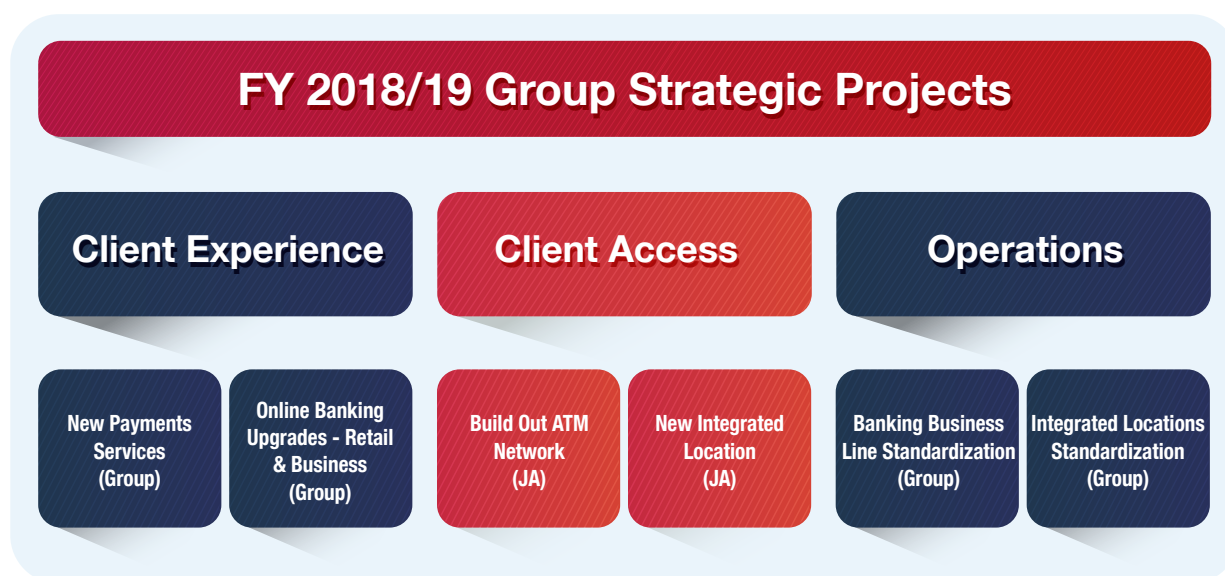 FY 2018/19 Group Strategic Projects
Client Experience
Client Access
Operations
New Payments
Services
(Group)
Online Banking
Upgrades - Retail
& Business
(Group)
Build Out ATM
Network
(JA)
New Integrated
Location
(JA)
Banking Business
Line Standardization
(Group)
Integrated Locations
Standardization
(Group)